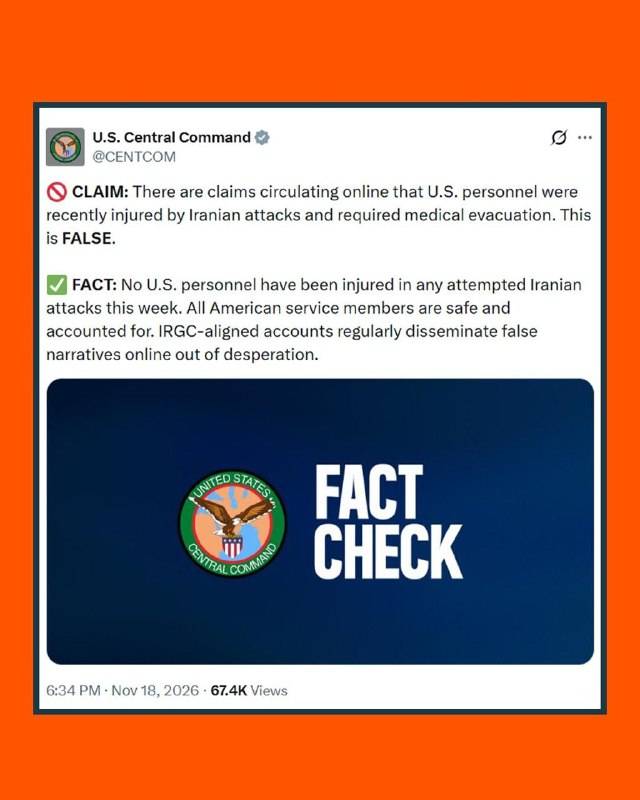 U.S. Central Command
@CENTCOM
🚫 CLAIM: There are claims circulating online that U.S. personnel were
recently injured by Iranian attacks and required medical evacuation. This
is FALSE.
✅ FACT: No U.S. personnel have been injured in any attempted Iranian
attacks this week. All American service members are safe and
accounted for. IRGC-aligned accounts regularly disseminate false
narratives online out of desperation.
UNITED STATES
CENTRAL COMMAND
FACT
CHECK
6:34 PM · Nov 18, 2026 · 67.4K Views